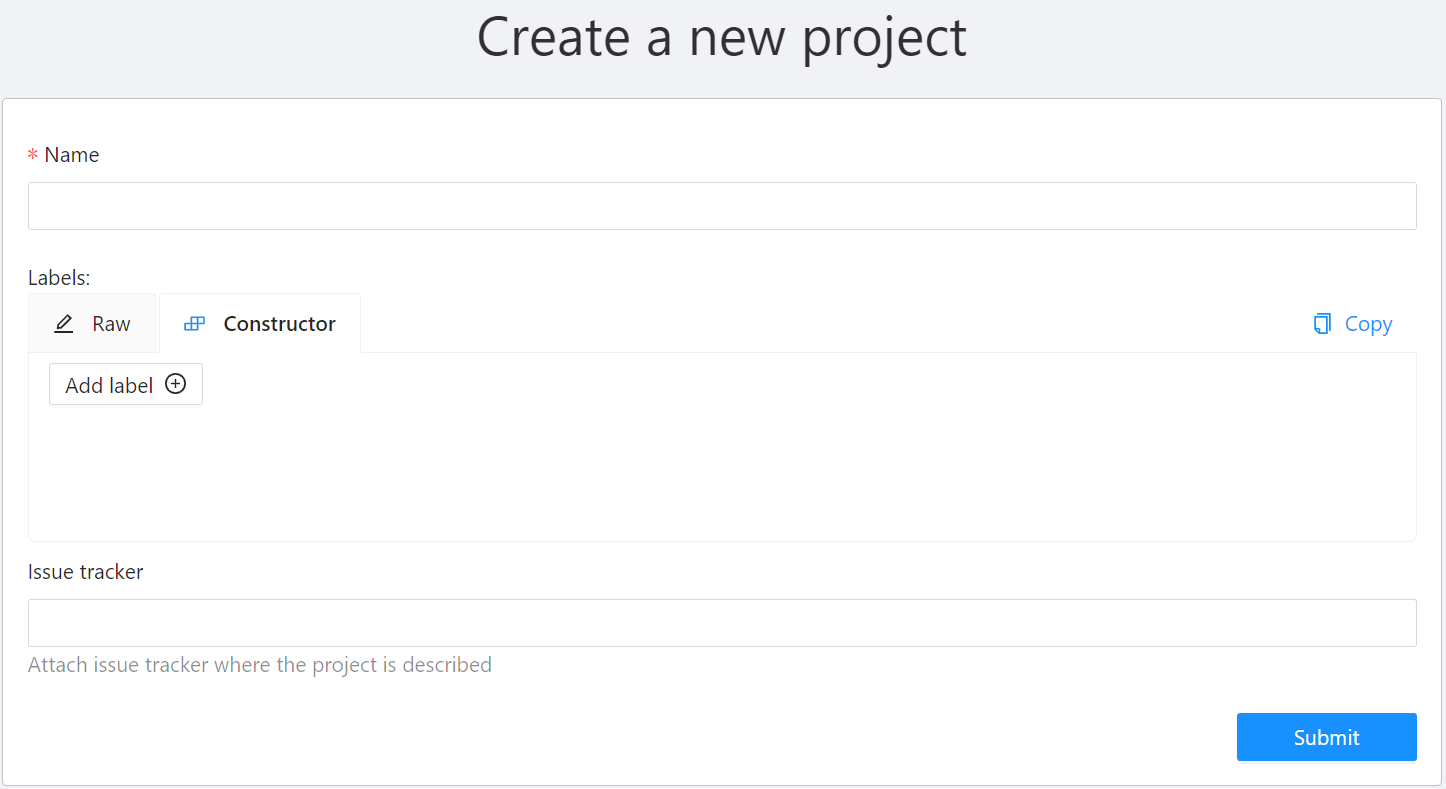 Create a new project
* Name
Labels:
Raw Constructor Copy
Add label
Issue tracker
Attach issue tracker where the project is described
Submit